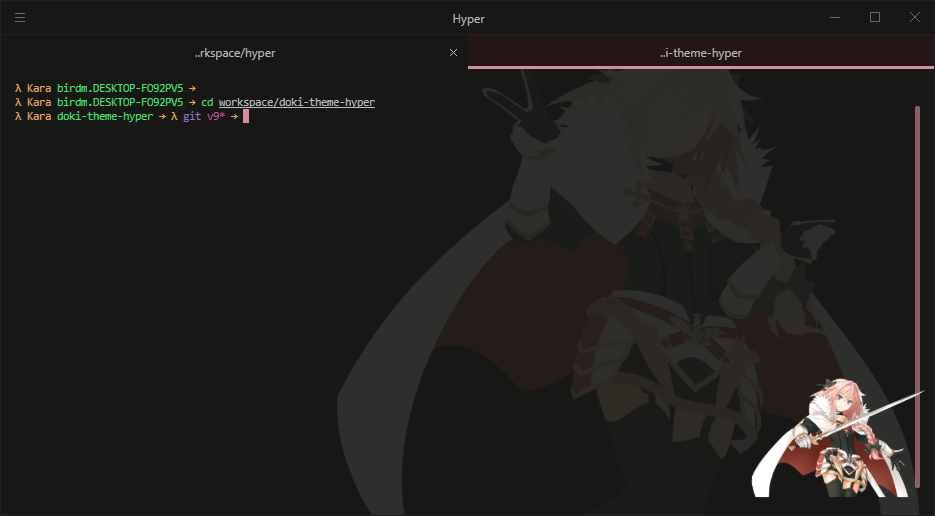 Hyper
..rkspace/hyper
..i-theme-hyper
λ Kara birdm.DESKTOP-FO92PV5 →
λ Kara birdm.DESKTOP-FO92PV5 → cd workspace/doki-theme-hyper
λ Kara doki-theme-hyper → λ git v9* →